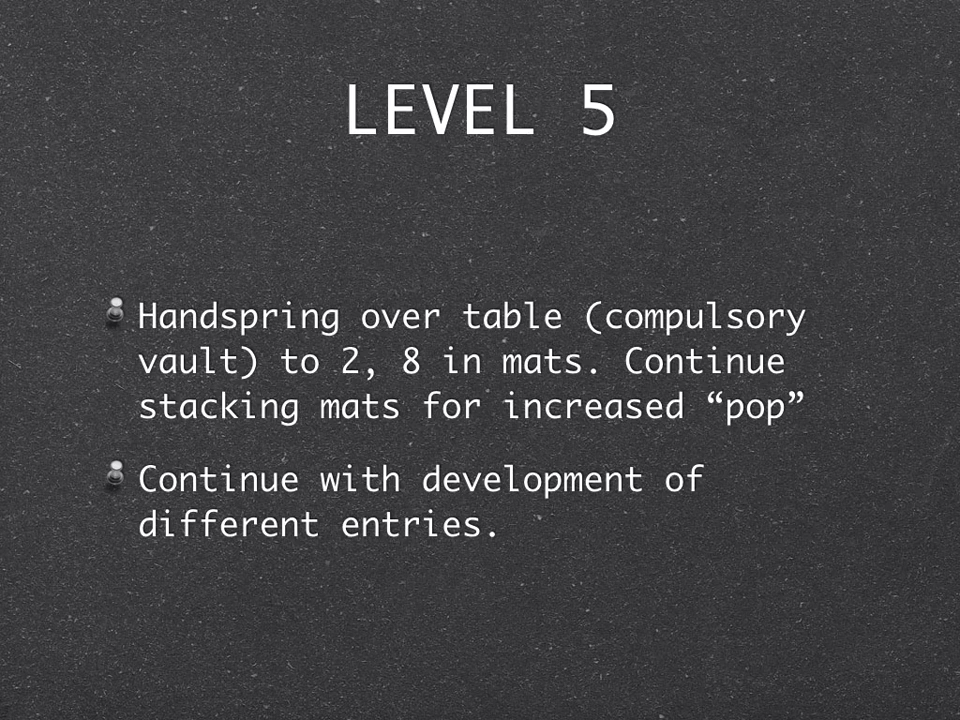 LEVEL 5
Handspring over table (compulsory
vault) to 2, 8 in mats. Continue
stacking mats for increased “pop”
Continue with development of
different entries.